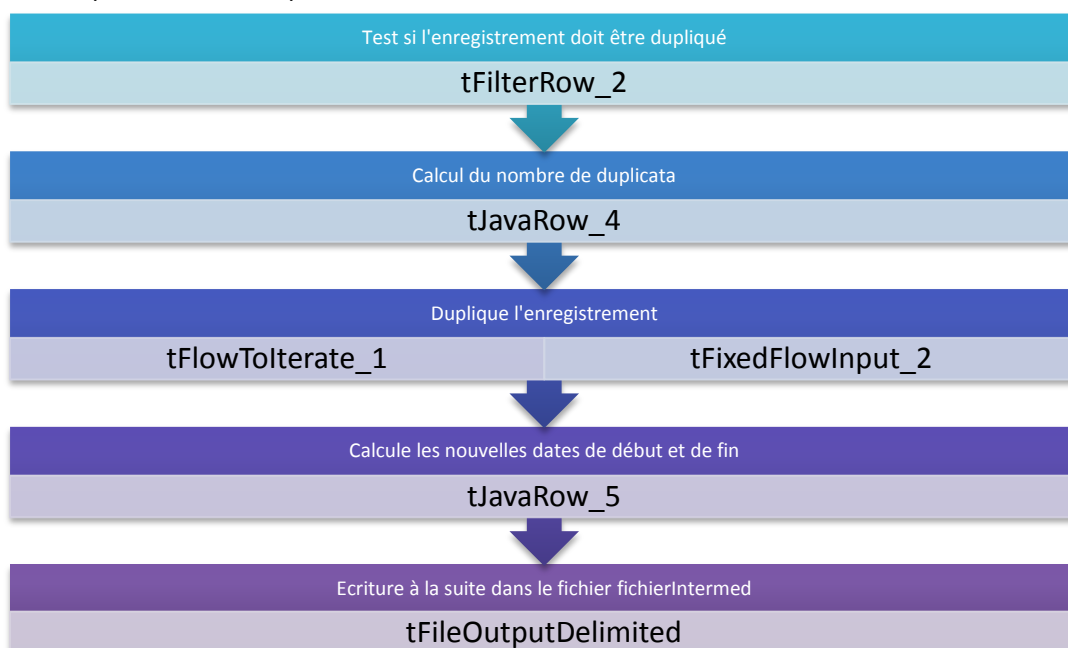 Test si l'enregistrement doit être dupliqué
tFilterRow_2
Calcul du nombre de duplicata
tJavaRow_4
Duplique l'enregistrement
tFlowToIterate_1 tFixedFlowInput_2
Calcule les nouvelles dates de début et de fin
tJavaRow_5
Ecriture à la suite dans le fichier fichierIntermed
tFileOutputDelimited